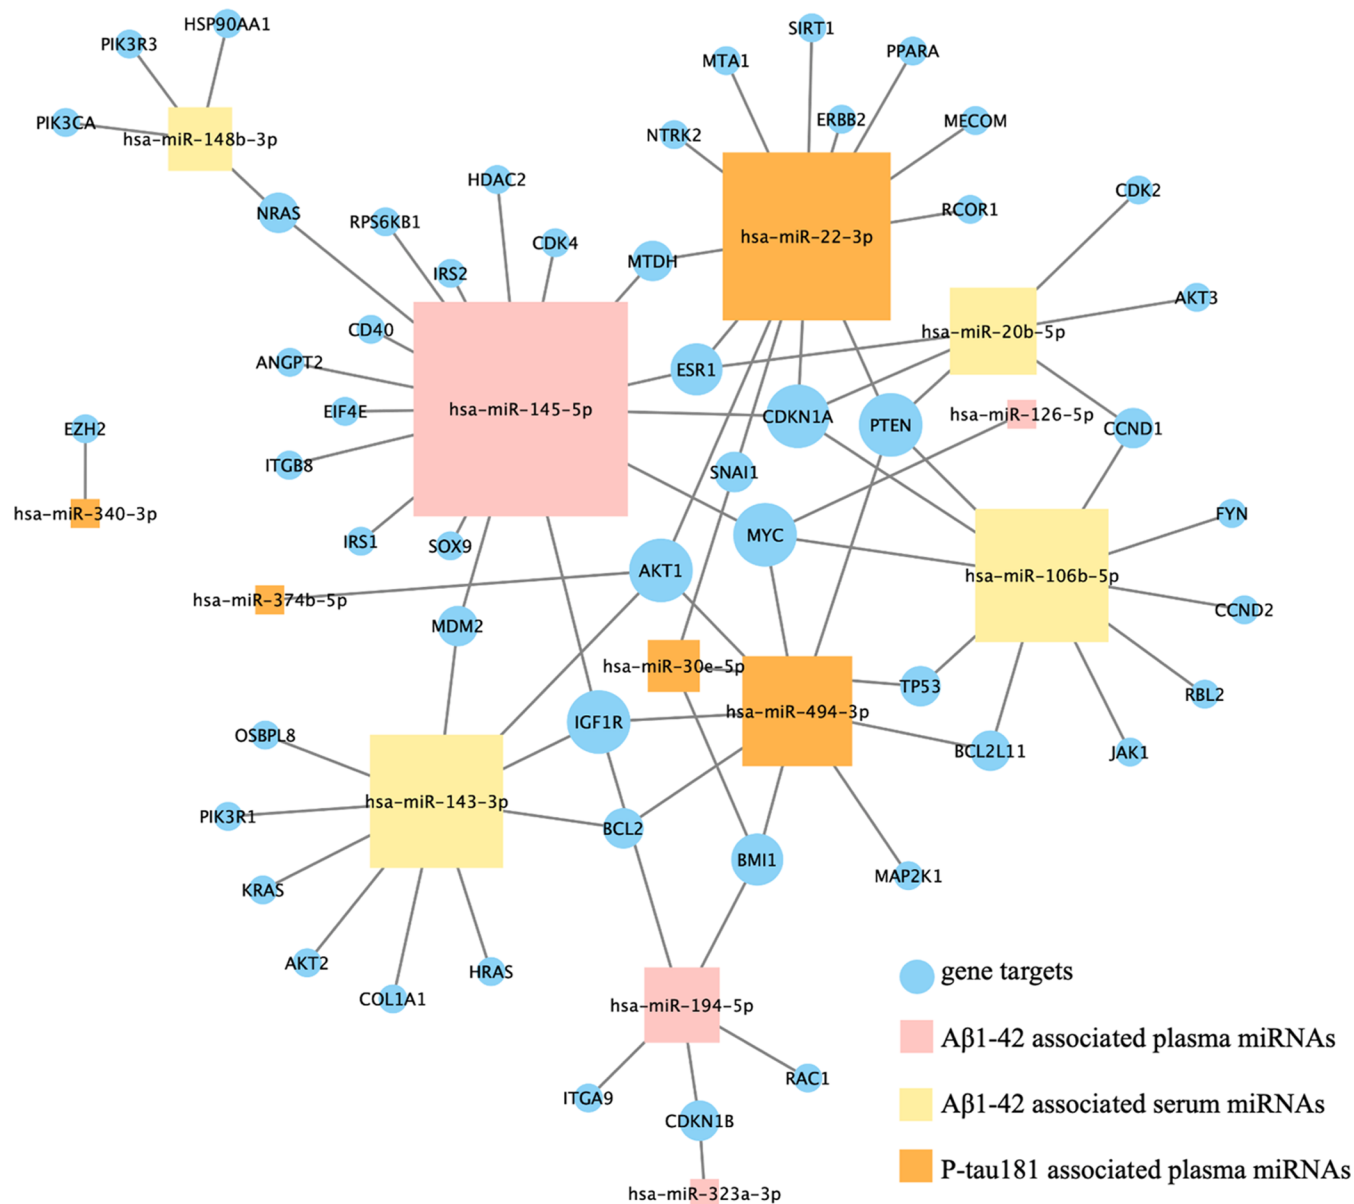 HSP90AA1
SIRT1
PIK3R3
PPARA
MTA1
PIK3CA
ERBB2
MECOM
hsa-miR-148b-3p
NTRK2
HDAC2
CDK2
NRAS
RPS6KB1
RCOR1
CDK4
hsa-miR-22-3p
MTDH
IRS2
AKT3
CD40
hsa-miR-20b-5p
ANGPT2
ESR1
hsa-miR-145-5p
EIF4E
CDKN1A
hsa-miR-126-5p
PTEN
EZH2
CCND1
ITGB8
SNAI1
hsa-miR-340-3p
FYN
MYC
IRS1
SOX9
AKT1
hsa-miR-106b-5p
hsa-miR-374b-5p
CCND2
MDM2
hsa-miR-30e-5p
TP53
RBL2
hsa-miR-494-3p
IGF1R
OSBPL8
BCL2L11
JAK1
hsa-miR-143-3p
PIK3R1
BCL2
BMI1
MAP2K1
KRAS
AKT2
HRAS
COL1A1
gene targets
hsa-miR-194-5p
Aβ1-42 associated plasma miRNAs
RAC1
ITGA9
Aβ1-42 associated serum miRNAs
CDKN1B
P-tau181 associated plasma miRNAs
hsa-miR-323a-3p